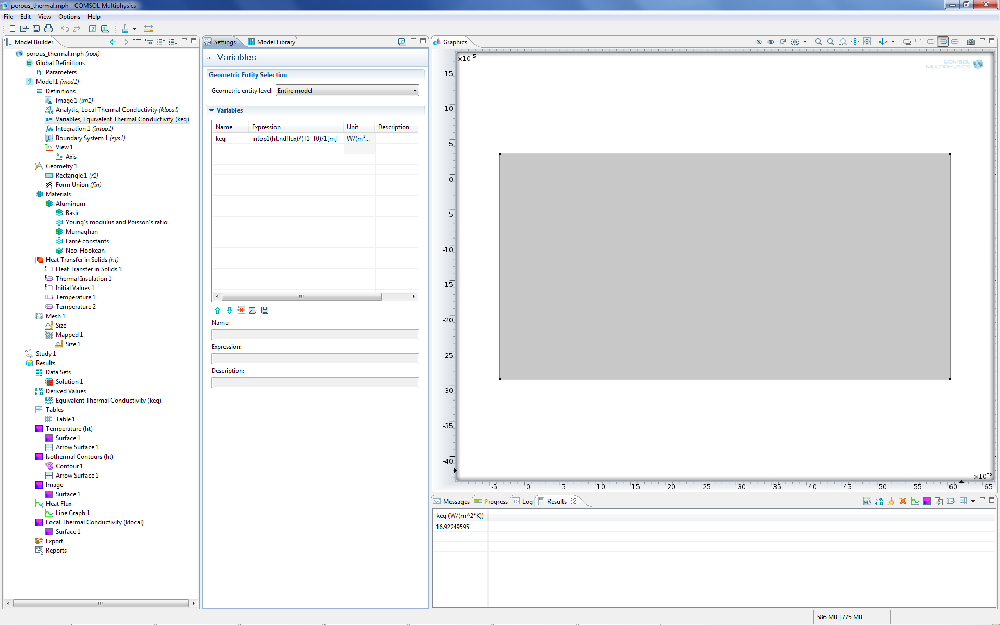 porous_thermal.mph - COMSOL Multiphysics
File Edit View Options Help
Model Builder
porous_thermal.mph (root)
Global Definitions
Pi Parameters
Model 1 (mod1)
Definitions
Image 1 (im1)
Analytic, Local Thermal Conductivity (klocal)
a= Variables, Equivalent Thermal Conductivity (keq)
Integration 1 (intop1)
Boundary System 1 (sys1)
View 1
Axis
Geometry 1
Rectangle 1 (r1)
Form Union (fin)
Materials
Aluminum
Basic
Young's modulus and Poisson's ratio
Murnaghan
Lamé constants
Neo-Hookean
Heat Transfer in Solids (ht)
Heat Transfer in Solids 1
Thermal Insulation 1
Initial Values 1
Temperature 1
Temperature 2
Mesh 1
Size
Mapped 1
Size 1
Study 1
Results
Data Sets
Solution 1
Derived Values
Equivalent Thermal Conductivity (keq)
Tables
Table 1
Temperature (ht)
Surface 1
Arrow Surface 1
Isothermal Contours (ht)
Contour 1
Arrow Surface 1
Image
Surface 1
Heat Flux
Line Graph 1
Local Thermal Conductivity (klocal)
Surface 1
Export
Reports
Settings Model Library
a= Variables
Geometric Entity Selection
Geometric entity level: Entire model
Variables
Name Expression Unit Description
keq intop1(ht.ndflux)/(T1-T0)/1[m] W/(m²...
Name:
Expression:
Description:
Graphics
×10⁻⁵
COMSOL
MULTIPHYSICS
15
10
5
0
-5
-10
-15
-20
-25
-30
-35
-40
×10⁻⁵
-5 0 5 10 15 20 25 30 35 40 45 50 55 60 65
Messages Progress Log Results
8.85
e-12
keq (W/(m^2*K))
16.92249595
586 MB | 775 MB